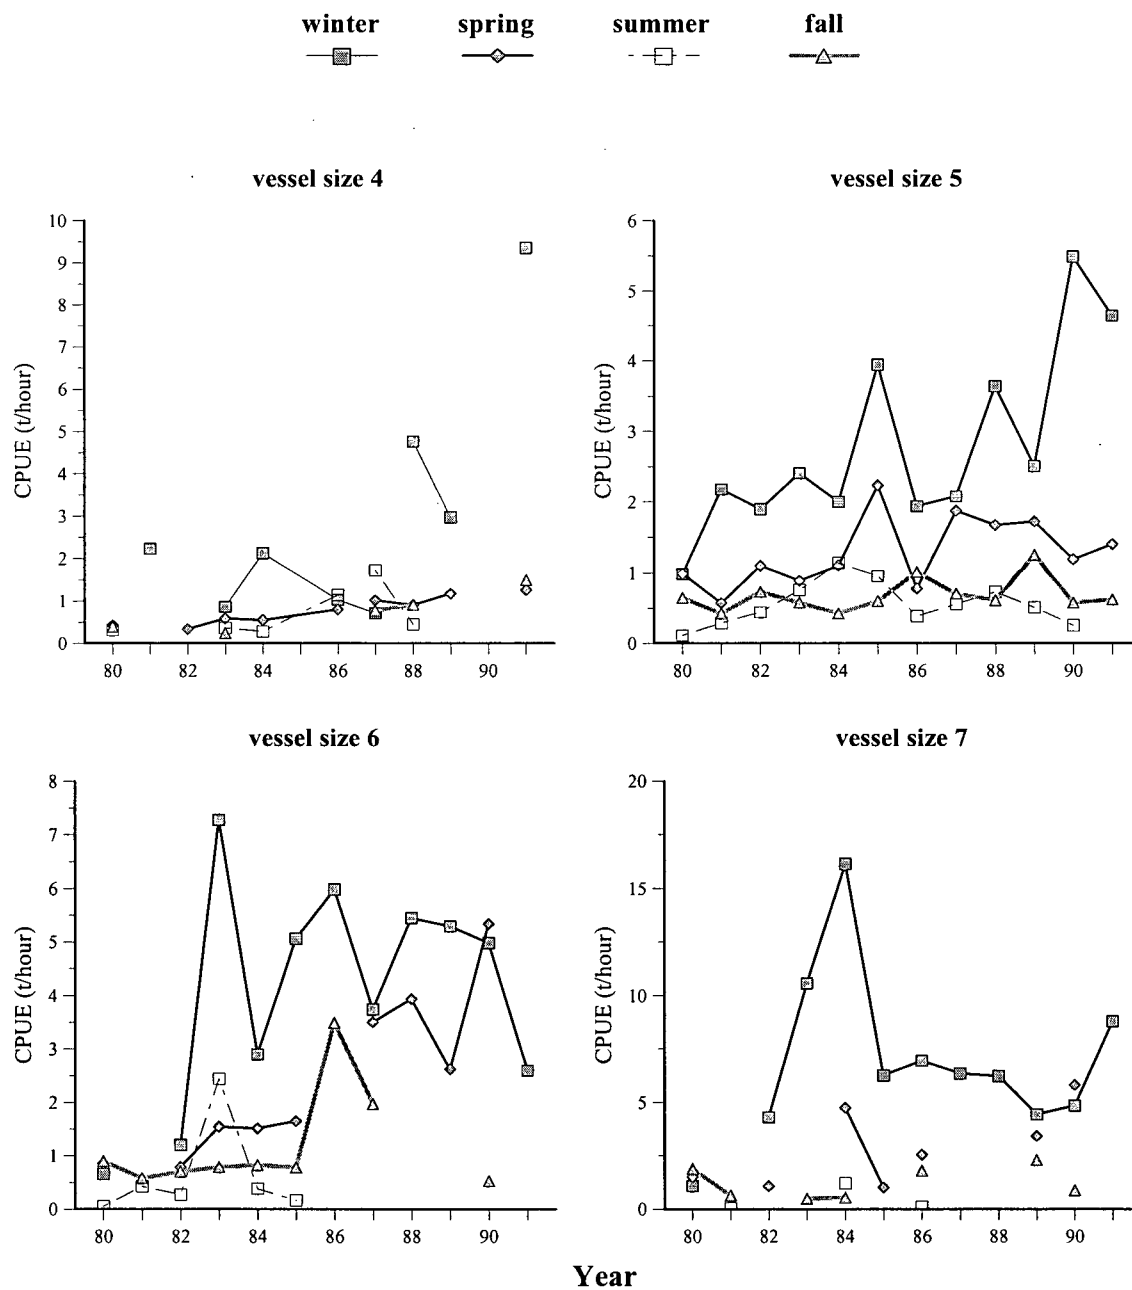 winter spring summer fall
vessel size 4
10
9
8
7
6
5
4
3
2
1
0
CPUE (t/hour)
80 82 84 86 88 90
vessel size 5
6
5
4
3
2
1
0
CPUE (t/hour)
80 82 84 86 88 90
vessel size 6
8
7
6
5
4
3
2
1
0
CPUE (t/hour)
80 82 84 86 88 90
vessel size 7
20
15
10
5
0
CPUE (t/hour)
80 82 84 86 88 90
Year